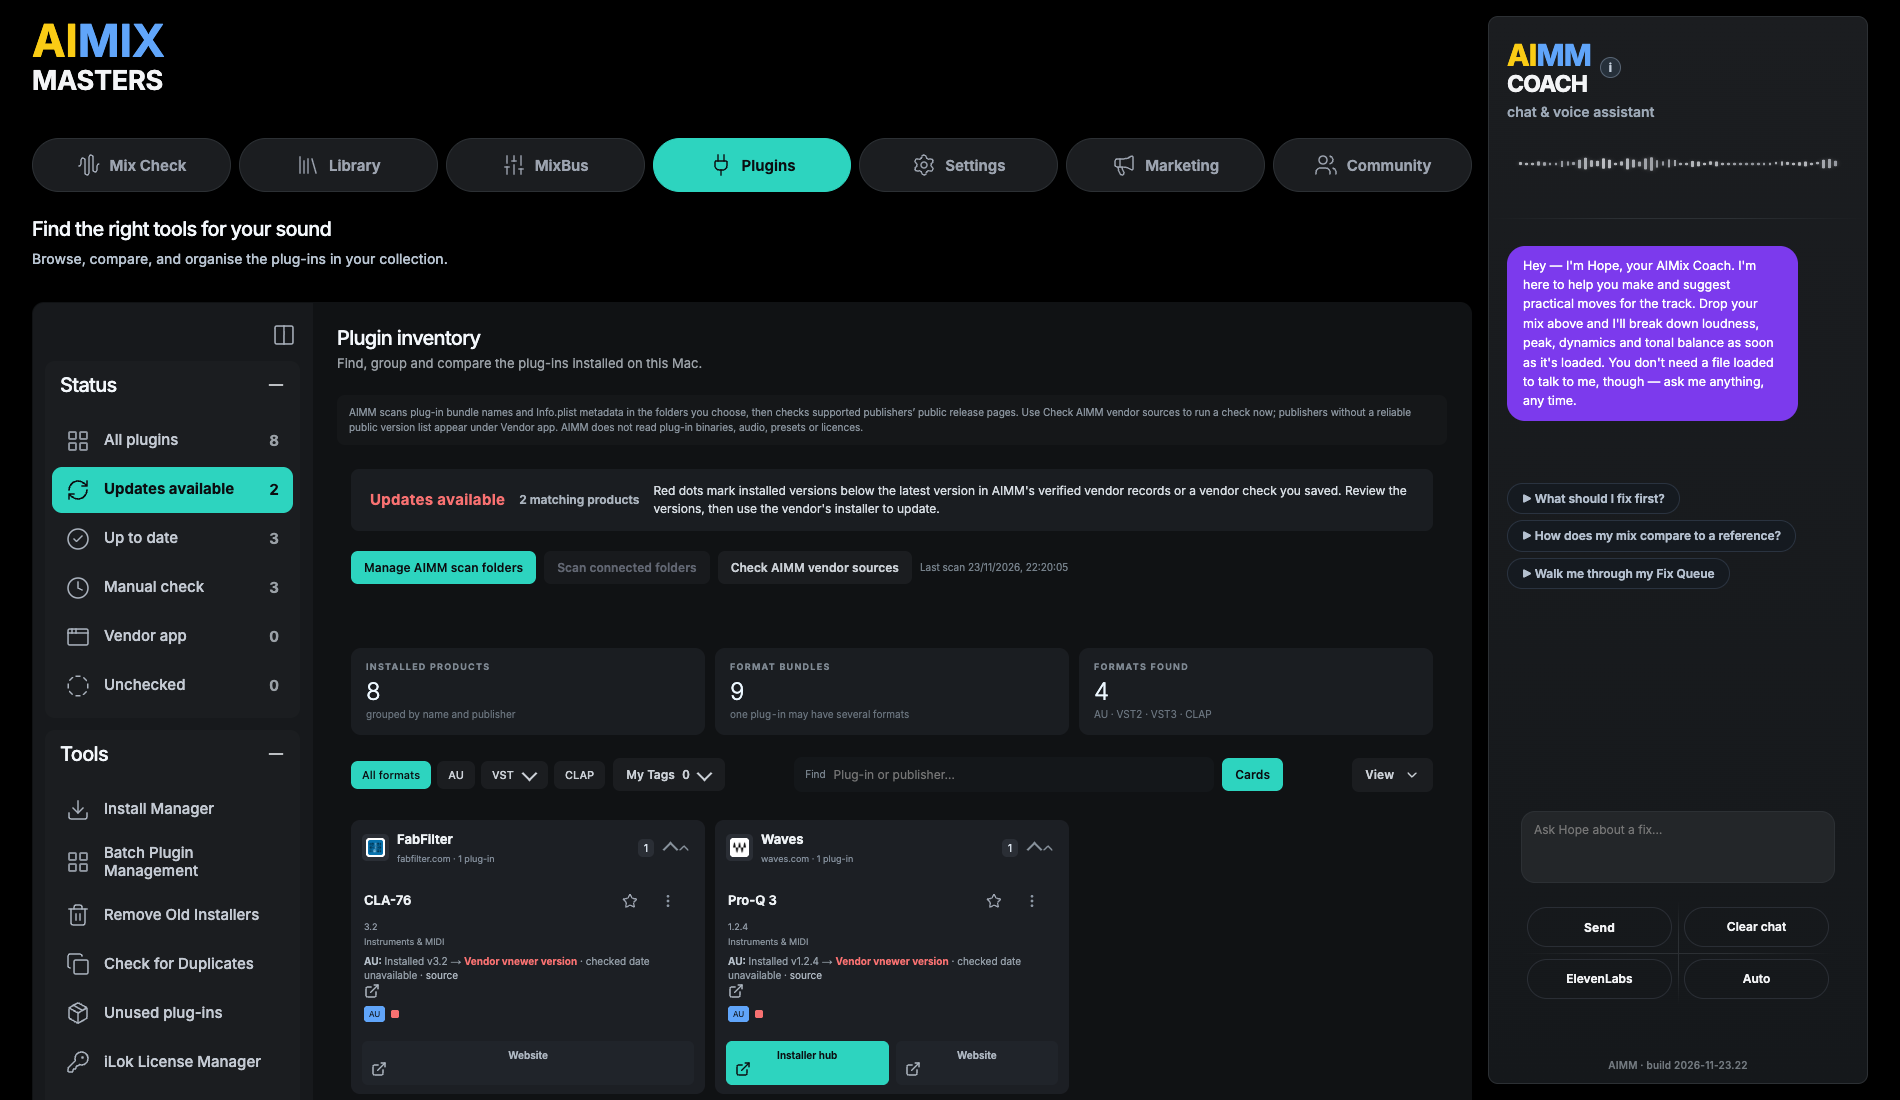 AIMIX
MASTERS
Mix Check
Library
MixBus
Plugins
Settings
Marketing
Community
Find the right tools for your sound
Browse, compare, and organise the plug-ins in your collection.
Status
All plugins 8
Updates available 2
Up to date 3
Manual check 3
Vendor app 0
Unchecked 0
Tools
Install Manager
Batch Plugin
Management
Remove Old Installers
Check for Duplicates
Unused plug-ins
iLok License Manager
Plugin inventory
Find, group and compare the plug-ins installed on this Mac.
AIMM scans plug-in bundle names and Info.plist metadata in the folders you choose, then checks supported publishers' public release pages. Use Check AIMM vendor sources to run a check now; publishers without a reliable
public version list appear under Vendor app. AIMM does not read plug-in binaries, audio, presets or licences.
Updates available 2 matching products
Red dots mark installed versions below the latest version in AIMM's verified vendor records or a vendor check you saved. Review the
versions, then use the vendor's installer to update.
Manage AIMM scan folders
Scan connected folders
Check AIMM vendor sources
Last scan 23/11/2026, 22:20:05
INSTALLED PRODUCTS
8
grouped by name and publisher
FORMAT BUNDLES
9
one plug-in may have several formats
FORMATS FOUND
4
AU · VST2 · VST3 · CLAP
All formats
AU
VST
CLAP
My Tags 0
Find Plug-in or publisher...
Cards
View
FabFilter
fabfilter.com · 1 plug-in
1
CLA-76
3.2
Instruments & MIDI
AU: Installed v3.2 → Vendor vnewer version · checked date
unavailable · source
AU
Website
Waves
waves.com · 1 plug-in
1
Pro-Q 3
1.2.4
Instruments & MIDI
AU: Installed v1.2.4 → Vendor vnewer version · checked date
unavailable · source
AU
Installer hub
Website
AIMM
COACH
i
chat & voice assistant
Hey — I'm Hope, your AIMix Coach. I'm
here to help you make and suggest
practical moves for the track. Drop your
mix above and I'll break down loudness,
peak, dynamics and tonal balance as soon
as it's loaded. You don't need a file loaded
to talk to me, though — ask me anything,
any time.
▶ What should I fix first?
▶ How does my mix compare to a reference?
▶ Walk me through my Fix Queue
Ask Hope about a fix...
Send
Clear chat
ElevenLabs
Auto
AIMM · build 2026-11-23.22